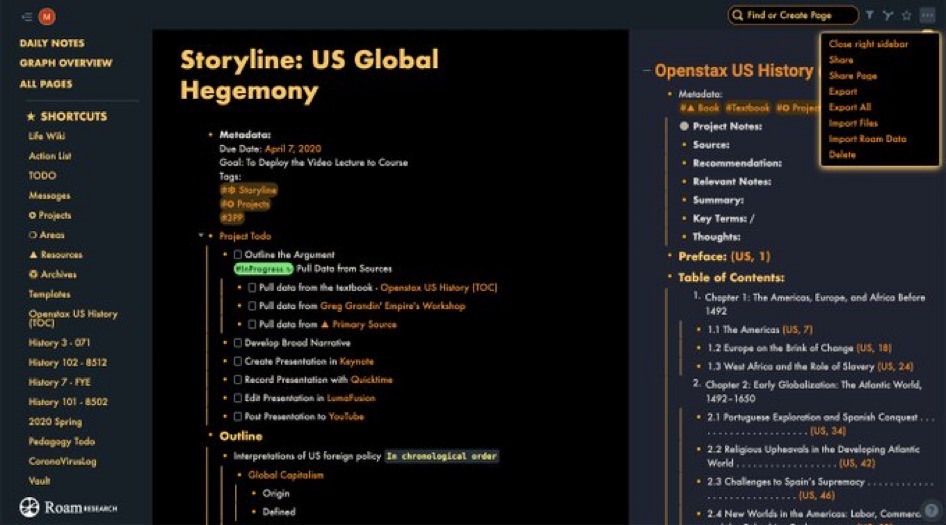 M
Find or Create Page
DAILY NOTES
GRAPH OVERVIEW
ALL PAGES
★ SHORTCUTS
Life Wiki
Action List
TODO
Messages
Projects
Areas
▲ Resources
Archives
Templates
Openstax US History
(TOC)
History 3 - 071
History 102 - 8512
History 7 - FYE
History 101 - 8502
2020 Spring
Pedagogy Todo
CoronaVirusLog
Vault
Roam RESEARCH
Storyline: US Global
Hegemony
Metadata:
Due Date: April 7, 2020
Goal: To Deploy the Video Lecture to Course
Tags:
# Storyline
# Projects
#3PP
Project Todo
Outline the Argument
#InProgress Pull Data from Sources
Pull data from the textbook - Openstax US History (TOC)
Pull data from Greg Grandin' Empire's Workshop
Pull data from ▲ Primary Source
Develop Broad Narrative
Create Presentation in Keynote
Record Presentation with Quicktime
Edit Presentation in LumaFusion
Post Presentation to YouTube
Outline
Interpretations of US foreign policy In chronological order
Global Capitalism
Origin
Defined
Openstax US History
Metadata:
#▲ Book #Textbook # Project
Project Notes:
Source:
Recommendation:
Relevant Notes:
Summary:
Key Terms: /
Thoughts:
Preface: (US, 1)
Table of Contents:
1. Chapter 1: The Americas, Europe, and Africa Before
1492
1.1 The Americas (US, 7)
1.2 Europe on the Brink of Change (US, 18)
1.3 West Africa and the Role of Slavery (US, 24)
2. Chapter 2: Early Globalization: The Atlantic World,
1492–1650
2.1 Portuguese Exploration and Spanish Conquest . . .
. . . . . . . . . . . . . . . . . (US, 34)
2.2 Religious Upheavals in the Developing Atlantic
World . . . . . . . . . . . . . . . . . (US, 42)
2.3 Challenges to Spain's Supremacy . . . . . . . . . . .
. . . . . . . . . . . . . . . (US, 46)
2.4 New Worlds in the Americas: Labor, Commerc
Close right sidebar
Share
Share Page
Export
Export All
Import Files
Import Roam Data
Delete
?